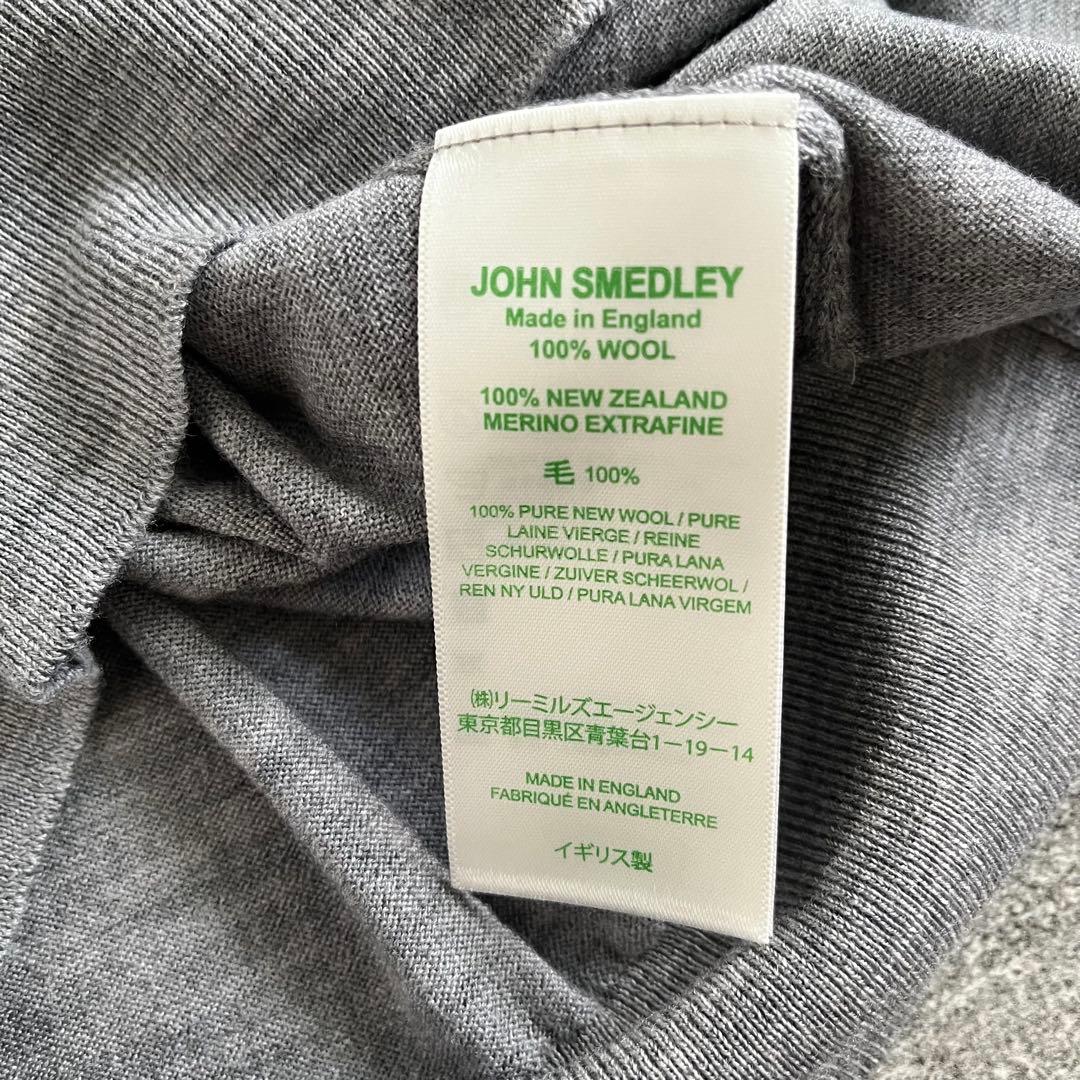 JOHN SMEDLEY
Made in England
100% WOOL
100% NEW ZEALAND
MERINO EXTRAFINE
毛 100%
100% PURE NEW WOOL / PURE
LAINE VIERGE / REINE
SCHURWOLLE / PURA LANA
VERGINE / ZUIVER SCHEERWOL /
REN NY ULD / PURA LANA VIRGEM
㈱リーミルズエージェンシー
東京都目黒区青葉台1－19－14
MADE IN ENGLAND
FABRIQUÉ EN ANGLETERRE
イギリス製